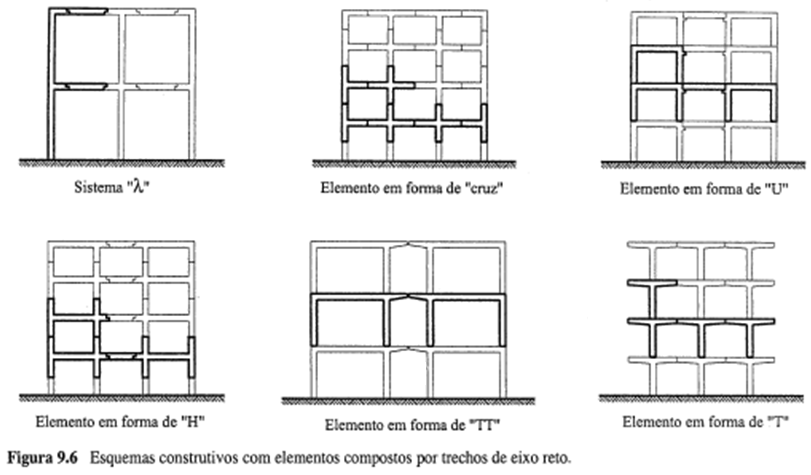 Sistema "λ"
Elemento em forma de "cruz"
Elemento em forma de "U"
Elemento em forma de "H"
Elemento em forma de "TT"
Elemento em forma de "T"
Figura 9.6 Esquemas construtivos com elementos compostos por trechos de eixo reto.